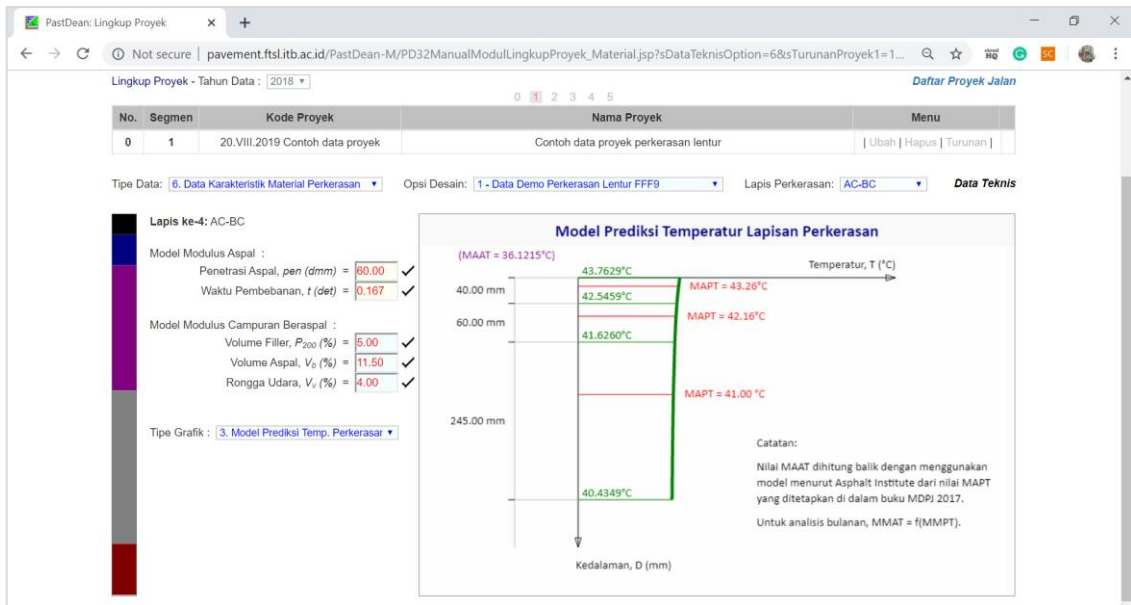 PastDean: Lingkup Proyek
Not secure | pavement.ftsl.itb.ac.id/PastDean-M/PD32ManualModulLingkupProyek_Material.jsp?sDataTeknisOption=6&sTurunanProyek1=1...
Lingkup Proyek - Tahun Data : 2018
Daftar Proyek Jalan
0 1 2 3 4 5
No. Segmen Kode Proyek Nama Proyek Menu
0 1 20.VIII.2019 Contoh data proyek Contoh data proyek perkerasan lentur | Ubah | Hapus | Turunan |
Tipe Data: 6. Data Karakteristik Material Perkerasan Opsi Desain: 1 - Data Demo Perkerasan Lentur FFF9 Lapis Perkerasan: AC-BC Data Teknis
Lapis ke-4: AC-BC
Model Modulus Aspal :
Penetrasi Aspal, pen (dmm) = 60.00
Waktu Pembebanan, t (det) = 0.167
Model Modulus Campuran Beraspal :
Volume Filler, P200 (%) = 5.00
Volume Aspal, Vb (%) = 11.50
Rongga Udara, Vv (%) = 4.00
Tipe Grafik : 3. Model Prediksi Temp. Perkerasar
Model Prediksi Temperatur Lapisan Perkerasan
(MAAT = 36.1215°C)
Temperatur, T (°C)
43.7629°C
MAPT = 43.26°C
40.00 mm
42.5459°C
MAPT = 42.16°C
60.00 mm
41.6260°C
MAPT = 41.00 °C
245.00 mm
40.4349°C
Catatan:
Nilai MAAT dihitung balik dengan menggunakan
model menurut Asphalt Institute dari nilai MAPT
yang ditetapkan di dalam buku MDPJ 2017.
Untuk analisis bulanan, MMAT = f(MMPT).
Kedalaman, D (mm)